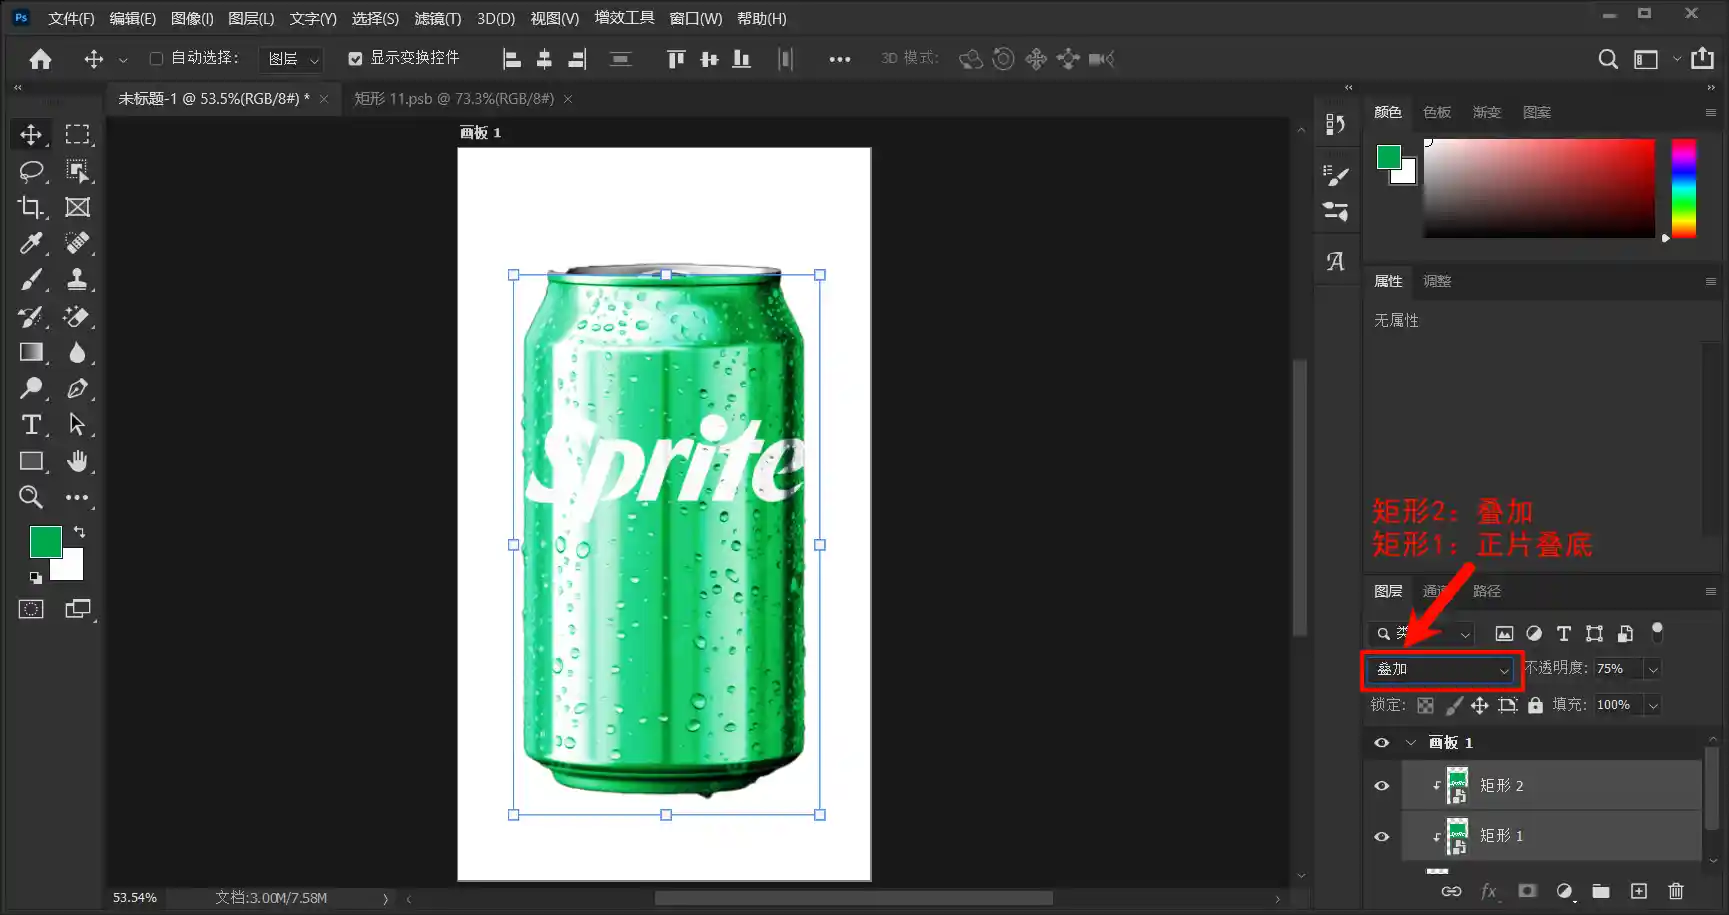 Ps 文件(F) 编辑(E) 图像(I) 图层(L) 文字(Y) 选择(S) 滤镜(T) 3D(D) 视图(V) 增效工具 窗口(W) 帮助(H)
自动选择: 图层 显示变换控件 3D 模式:
未标题-1 @ 53.5%(RGB/8#) * × 矩形 11.psb @ 73.3%(RGB/8#) ×
画板 1
颜色 色板 渐变 图案
属性 调整
无属性
Sprite
矩形2: 叠加
矩形1: 正片叠底
图层 路径
叠加 不透明度: 75%
锁定: 填充: 100%
画板 1
矩形 2
矩形 1
53.54% 文档:3.00M/7.58M